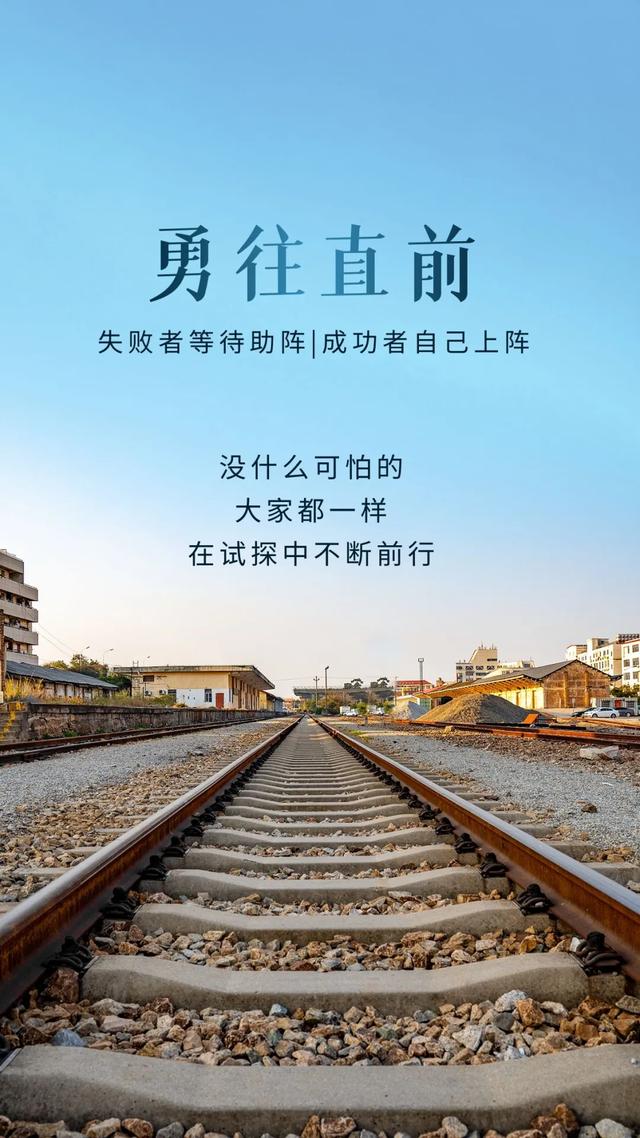 勇往直前
失败者等待助阵|成功者自己上阵
没什么可怕的
大家都一样
在试探中不断前行